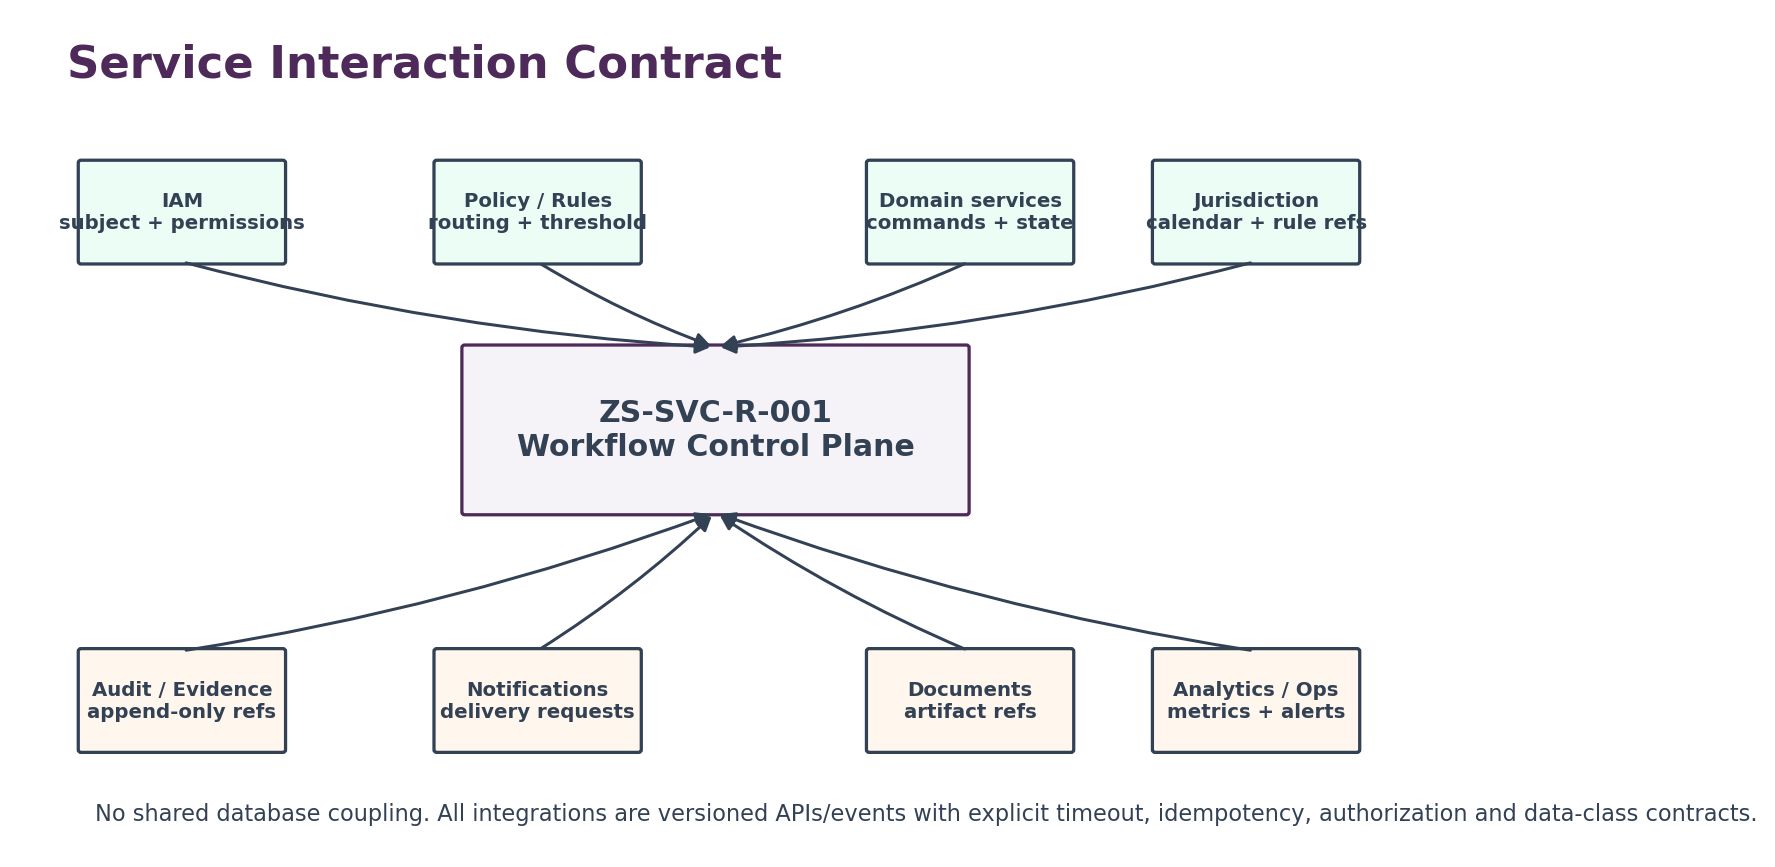 Service Interaction Contract
IAM
subject + permissions
Policy / Rules
routing + threshold
Domain services
commands + state
Jurisdiction
calendar + rule refs
ZS-SVC-R-001
Workflow Control Plane
Audit / Evidence
append-only refs
Notifications
delivery requests
Documents
artifact refs
Analytics / Ops
metrics + alerts
No shared database coupling. All integrations are versioned APIs/events with explicit timeout, idempotency, authorization and data-class contracts.